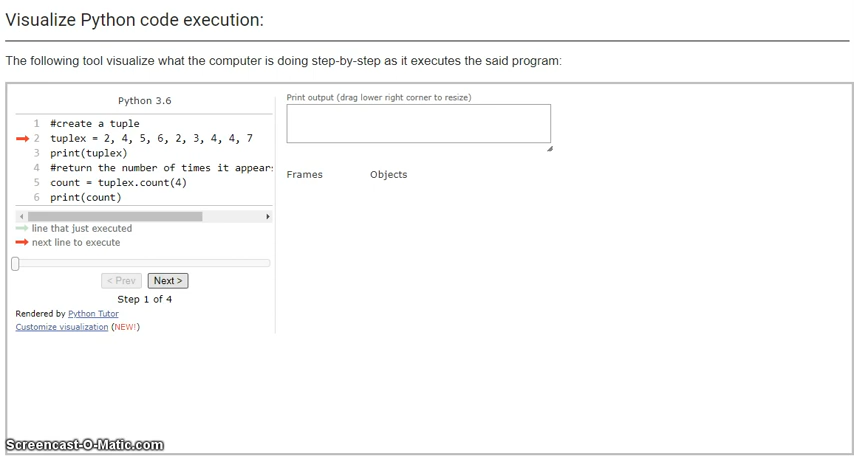 Visualize Python code execution:
The following tool visualize what the computer is doing step-by-step as it executes the said program:
Python 3.6
1 #create a tuple
2 tuplex = 2, 4, 5, 6, 2, 3, 4, 4, 7
3 print(tuplex)
4 #return the number of times it appears
5 count = tuplex.count(4)
6 print(count)
line that just executed
next line to execute
< Prev Next >
Step 1 of 4
Rendered by Python Tutor
Customize visualization (NEW!)
Print output (drag lower right corner to resize)
Frames Objects
Screencast-O-Matic.com